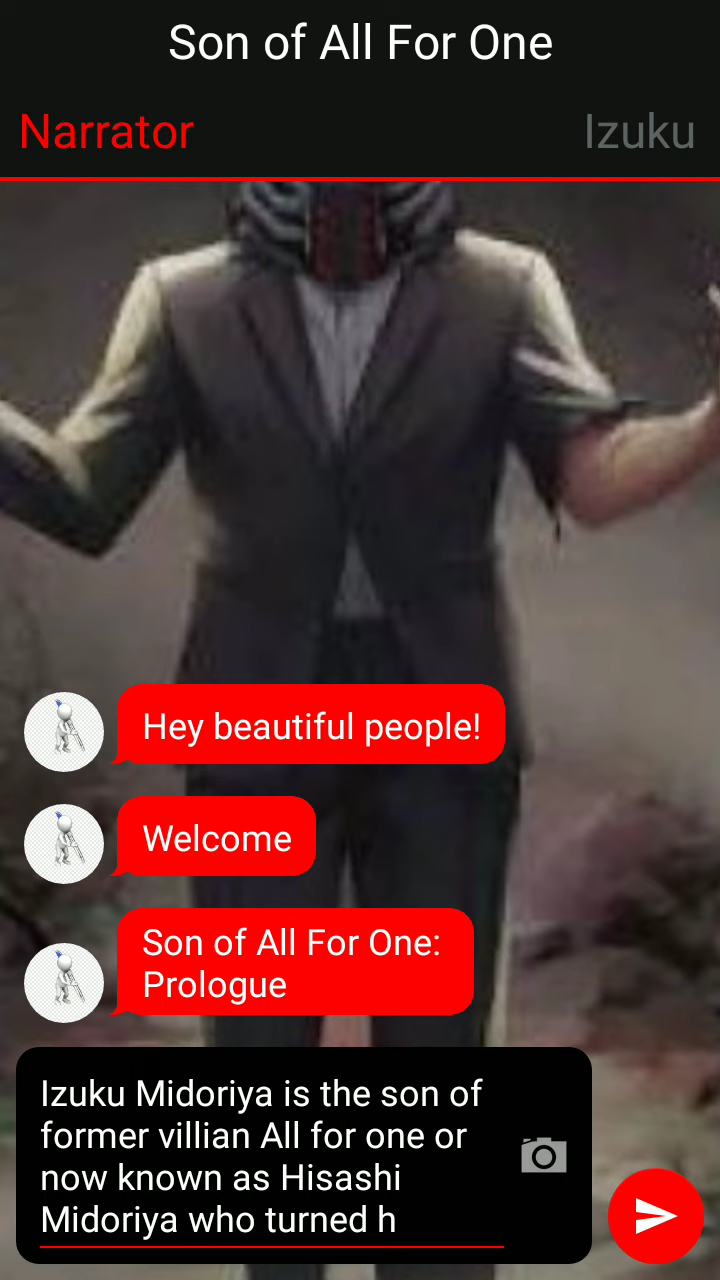 Son of All For One
Narrator
Izuku
Hey beautiful people!
Welcome
Son of All For One:
Prologue
Izuku Midoriya is the son of
former villian All for one or
now known as Hisashi
Midoriya who turned h